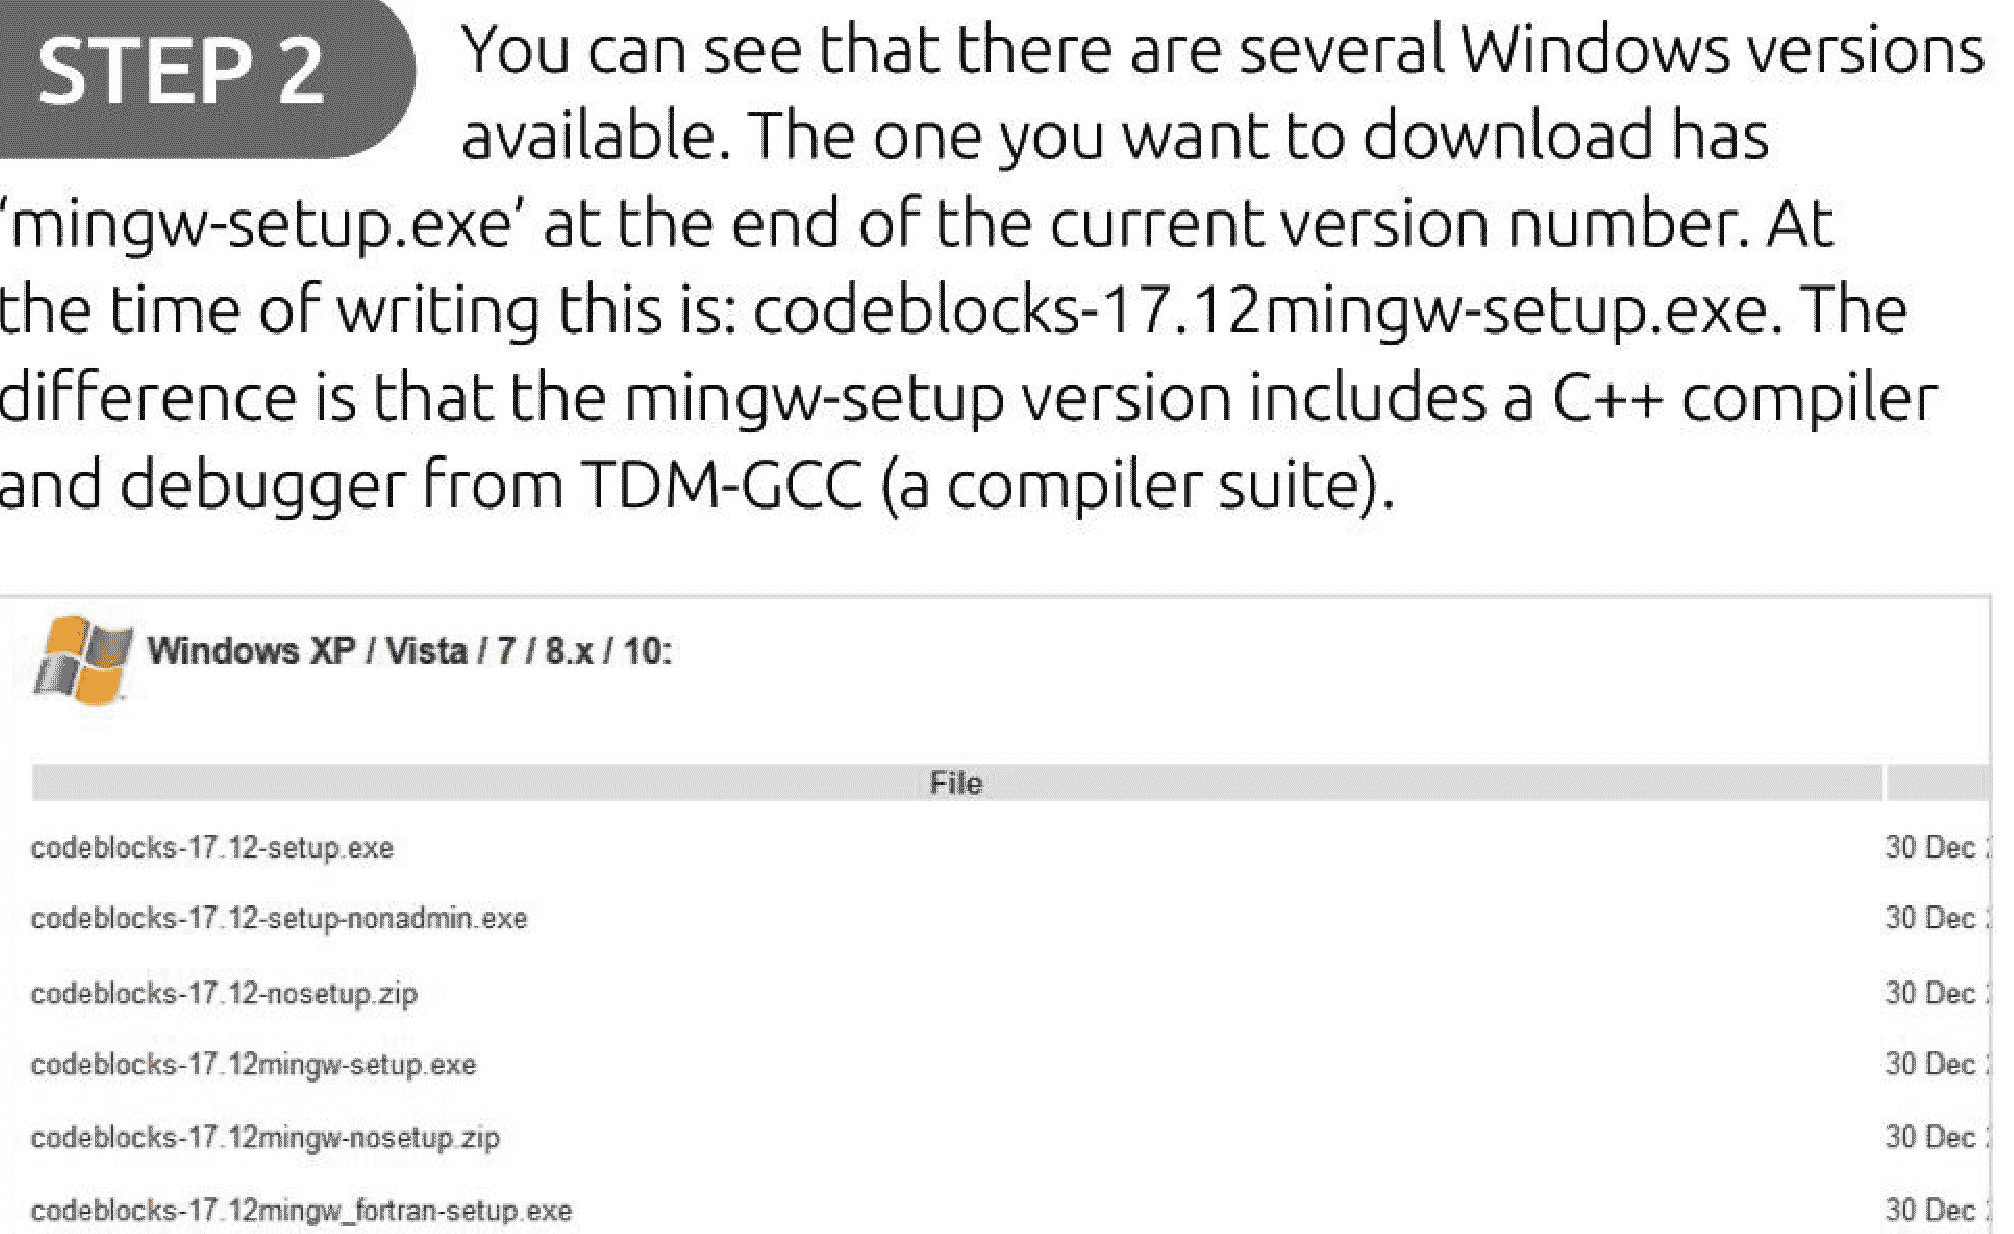 STEP 2
You can see that there are several Windows versions
available. The one you want to download has
‘mingw-setup.exe’ at the end of the current version number. At
the time of writing this is: codeblocks-17.12mingw-setup.exe. The
difference is that the mingw-setup version includes a C++ compiler
and debugger from TDM-GCC (a compiler suite).
Windows XP / Vista / 7 / 8.x / 10:
File
codeblocks-17.12-setup.exe 30 Dec
codeblocks-17.12-setup-nonadmin.exe 30 Dec
codeblocks-17.12-nosetup.zip 30 Dec
codeblocks-17.12mingw-setup.exe 30 Dec
codeblocks-17.12mingw-nosetup.zip 30 Dec
codeblocks-17.12mingw_fortran-setup.exe 30 Dec